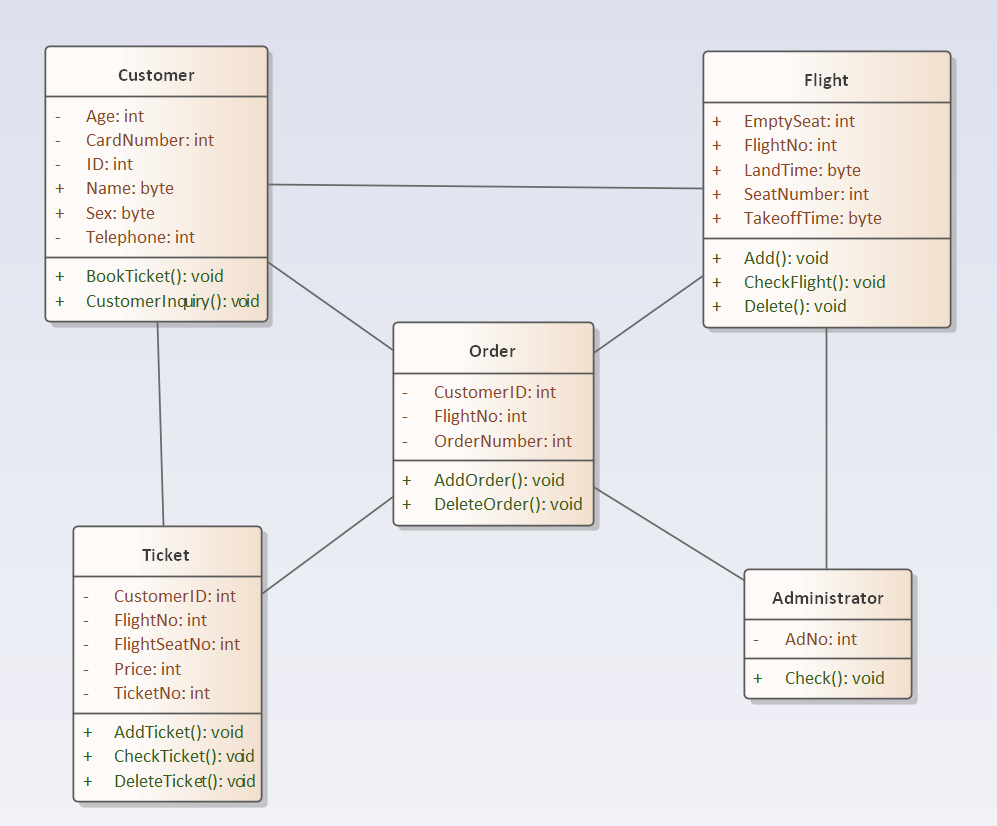 Customer
- Age: int
- CardNumber: int
- ID: int
+ Name: byte
+ Sex: byte
- Telephone: int
+ BookTicket(): void
+ CustomerInquiry(): void
Flight
+ EmptySeat: int
+ FlightNo: int
+ LandTime: byte
+ SeatNumber: int
+ TakeoffTime: byte
+ Add(): void
+ CheckFlight(): void
+ Delete(): void
Order
- CustomerID: int
- FlightNo: int
- OrderNumber: int
+ AddOrder(): void
+ DeleteOrder(): void
Ticket
- CustomerID: int
- FlightNo: int
- FlightSeatNo: int
- Price: int
- TicketNo: int
+ AddTicket(): void
+ CheckTicket(): void
+ DeleteTicket(): void
Administrator
- AdNo: int
+ Check(): void